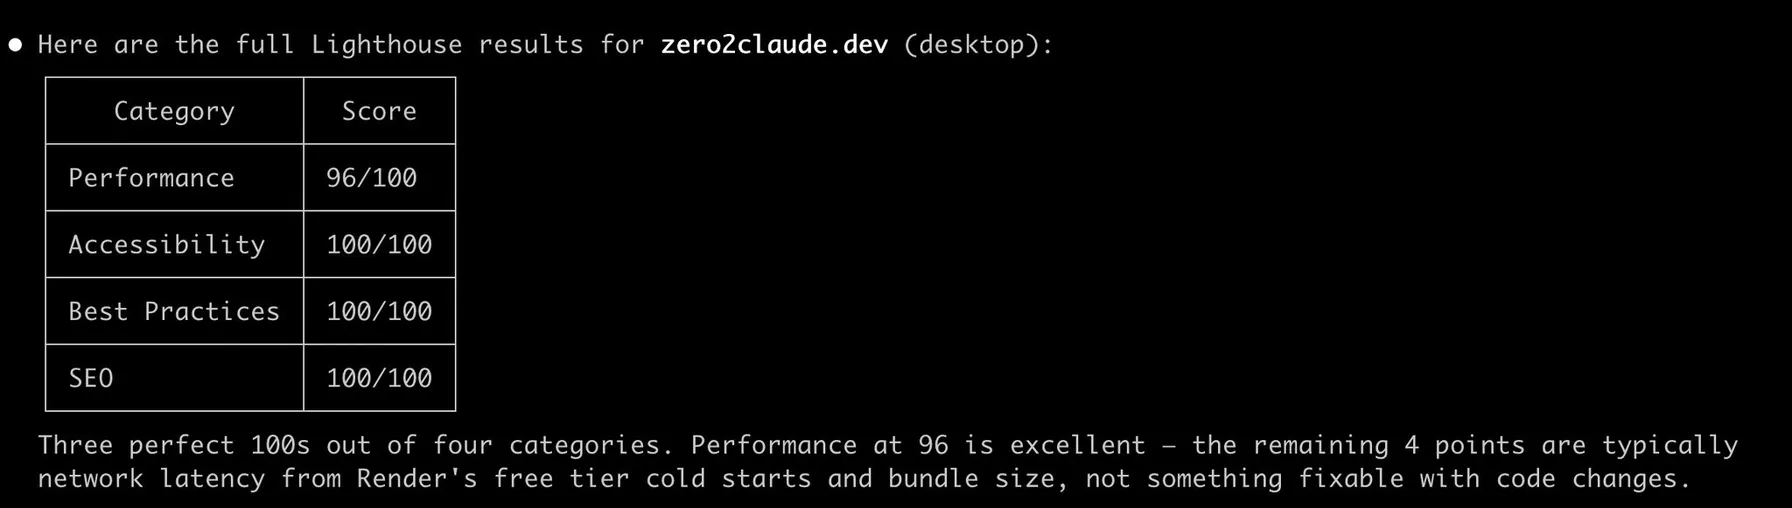 ● Here are the full Lighthouse results for zero2claude.dev (desktop):
Category Score
Performance 96/100
Accessibility 100/100
Best Practices 100/100
SEO 100/100
Three perfect 100s out of four categories. Performance at 96 is excellent — the remaining 4 points are typically
network latency from Render's free tier cold starts and bundle size, not something fixable with code changes.